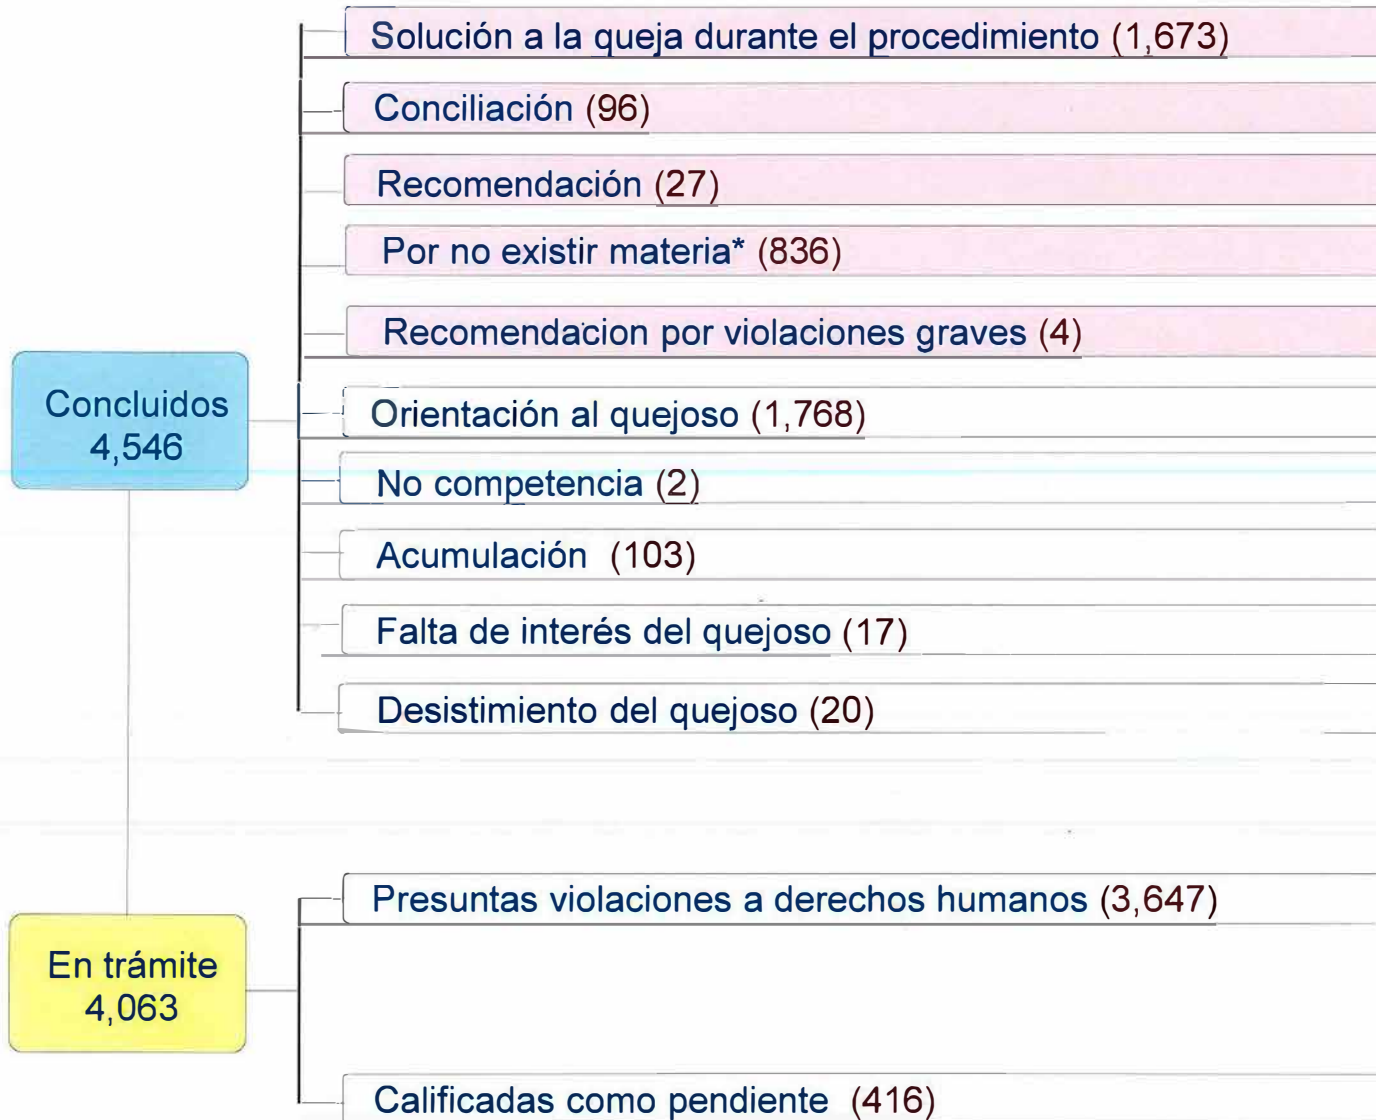 Solución a la queja durante el procedimiento (1,673)
Conciliación (96)
Recomendación (27)
Por no existir materia* (836)
Recomendacion por violaciones graves (4)
Concluidos
4,546
Orientación al quejoso (1,768)
No competencia (2)
Acumulación (103)
Falta de interés del quejoso (17)
Desistimiento del quejoso (20)
Presuntas violaciones a derechos humanos (3,647)
En trámite
4,063
Calificadas como pendiente (416)